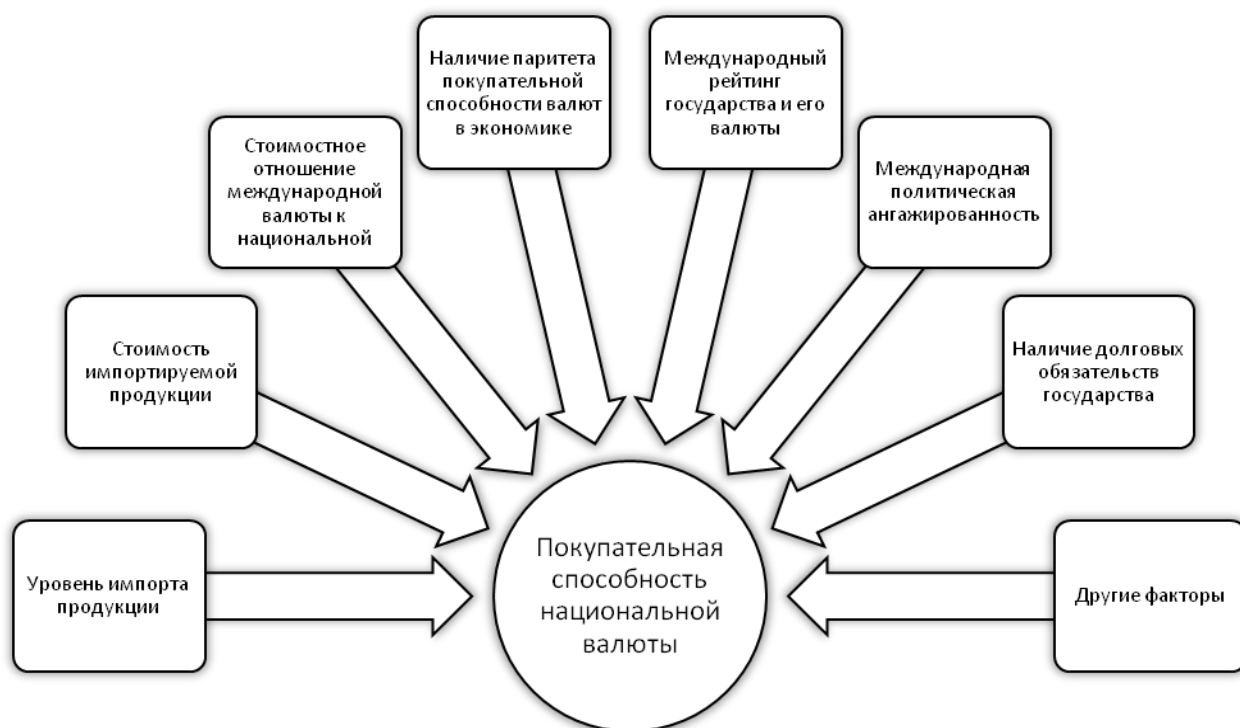 Наличие паритета
покупательной
способности валют
в экономике
Международный
рейтинг
государства и его
валюты
Стоимостное
отношение
международной
валюты к
национальной
Международная
политическая
ангажированность
Стоимость
импортируемой
продукции
Наличие долговых
обязательств
государства
Уровень импорта
продукции
Покупательная
способность
национальной
валюты
Другие факторы